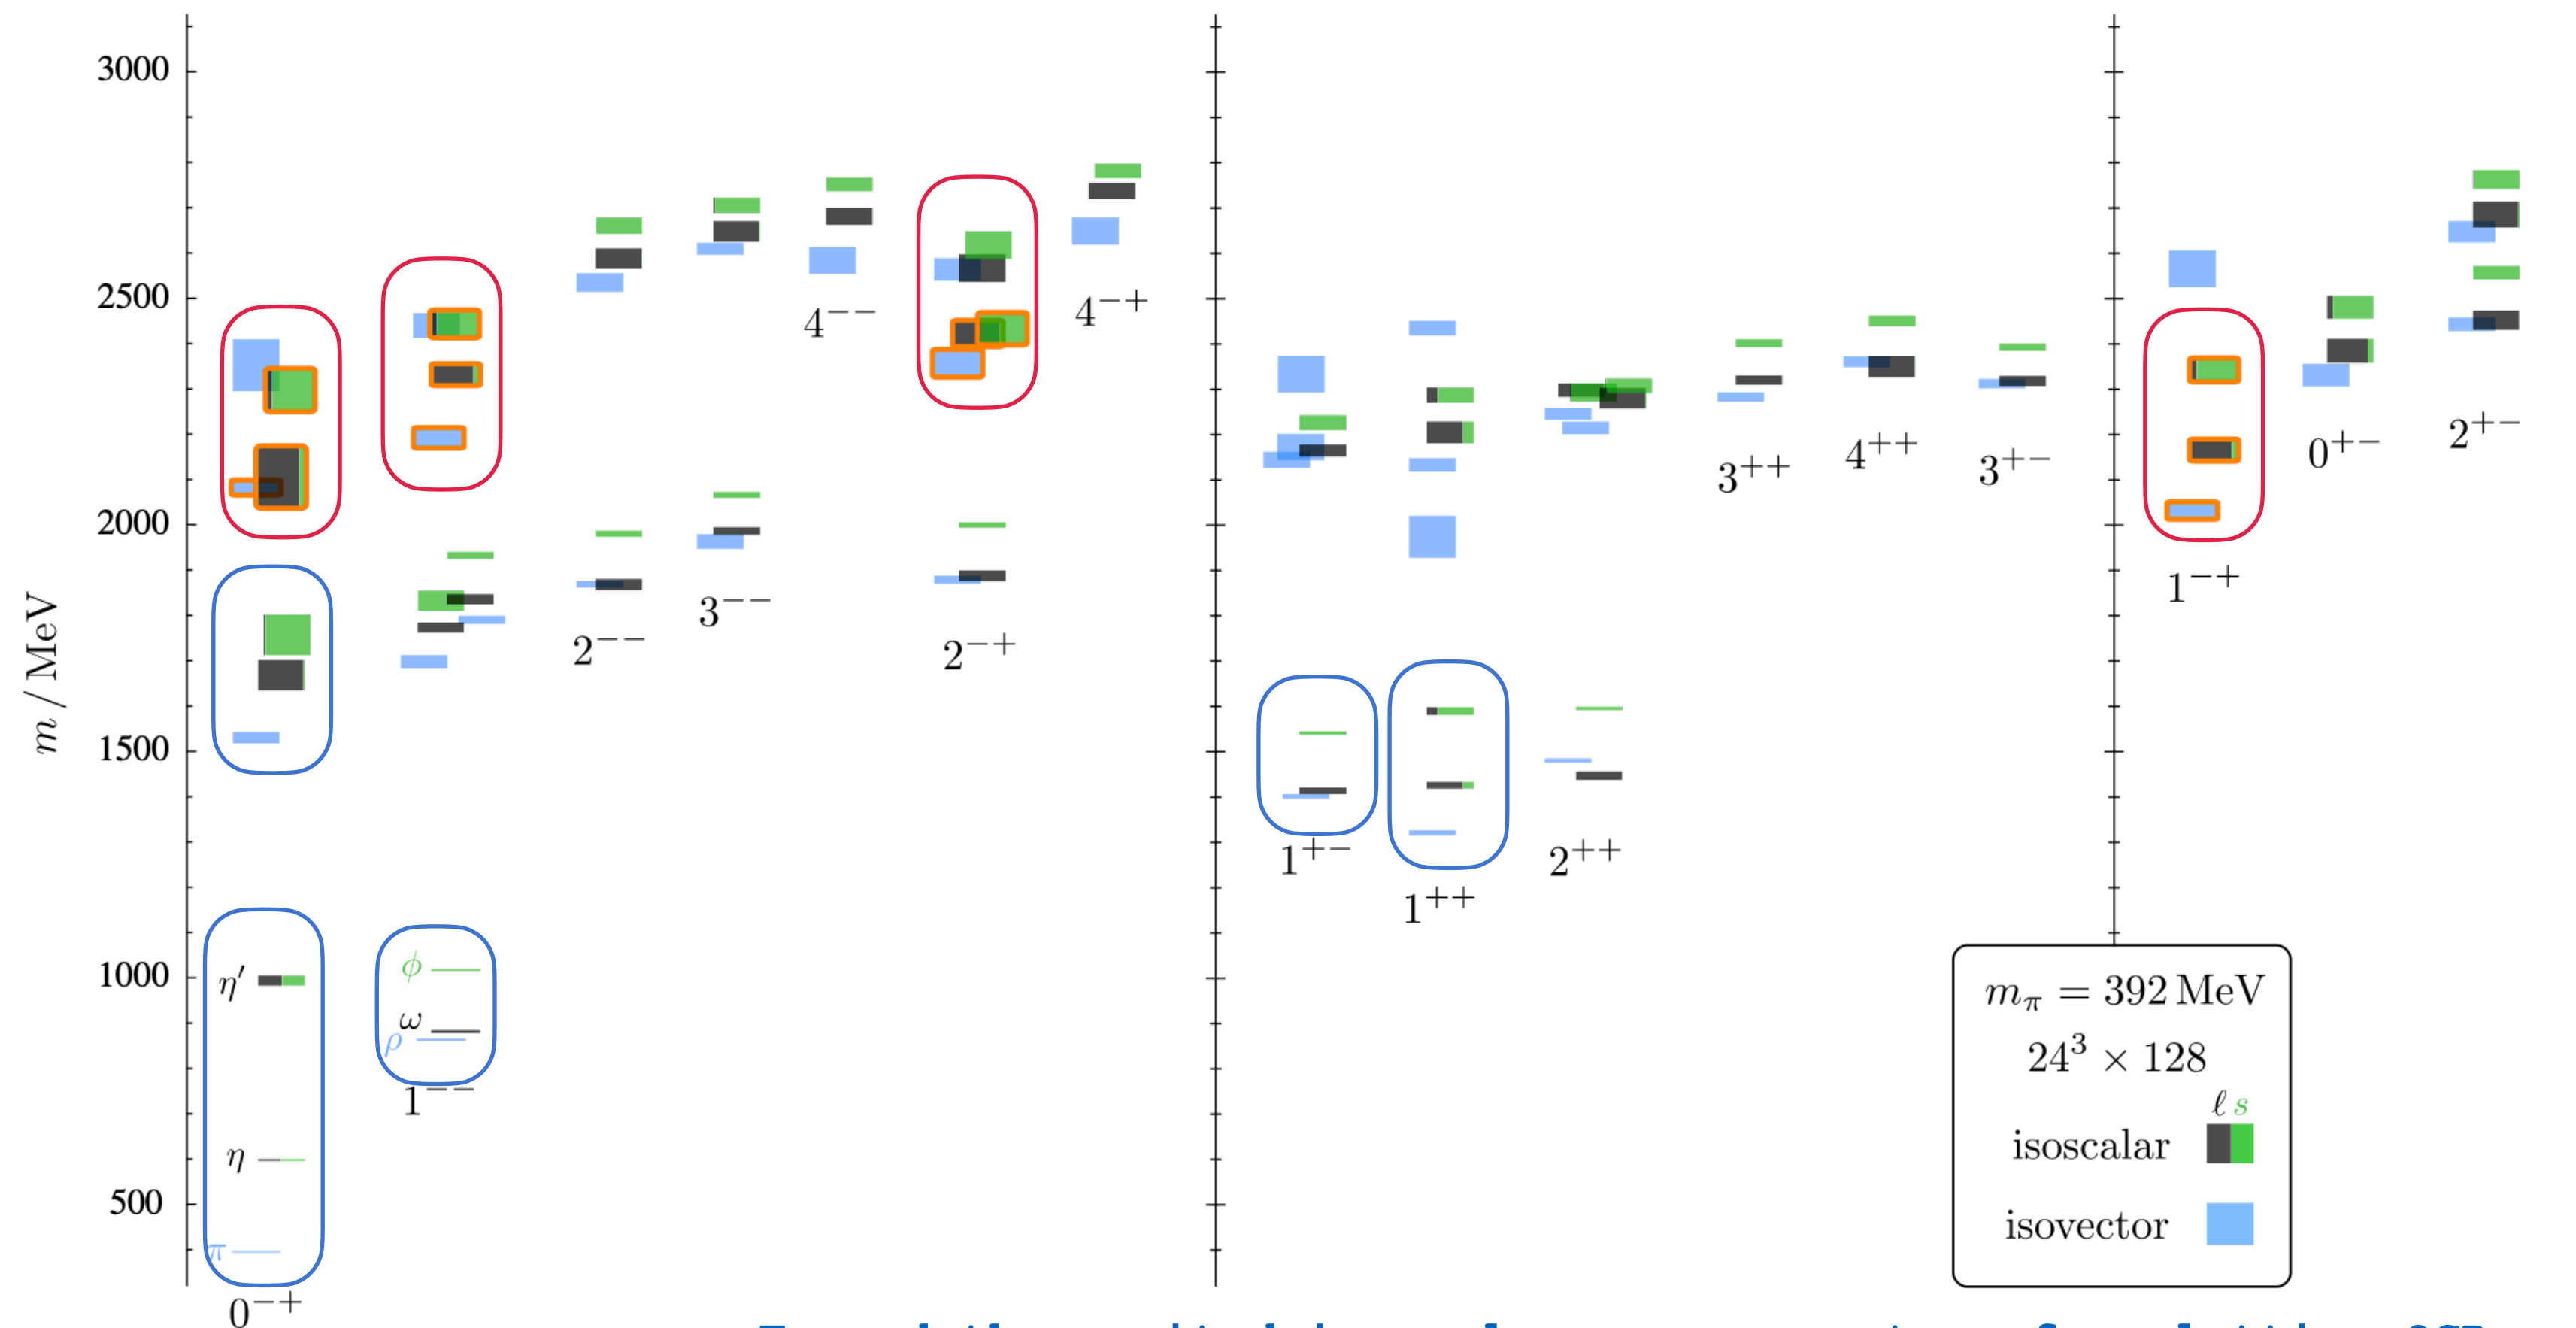 3000
2500
2000
1500
1000
500
m / MeV
η′
η
π
0⁻⁺
ϕ
ω
ρ
1⁻⁻
2⁻⁻
3⁻⁻
4⁻⁻
2⁻⁺
4⁻⁺
1⁺⁻
1⁺⁺
2⁺⁺
3⁺⁺
4⁺⁺
3⁺⁻
1⁻⁺
0⁺⁻
2⁺⁻
mπ = 392 MeV
24³ × 128
ℓ s
isoscalar
isovector